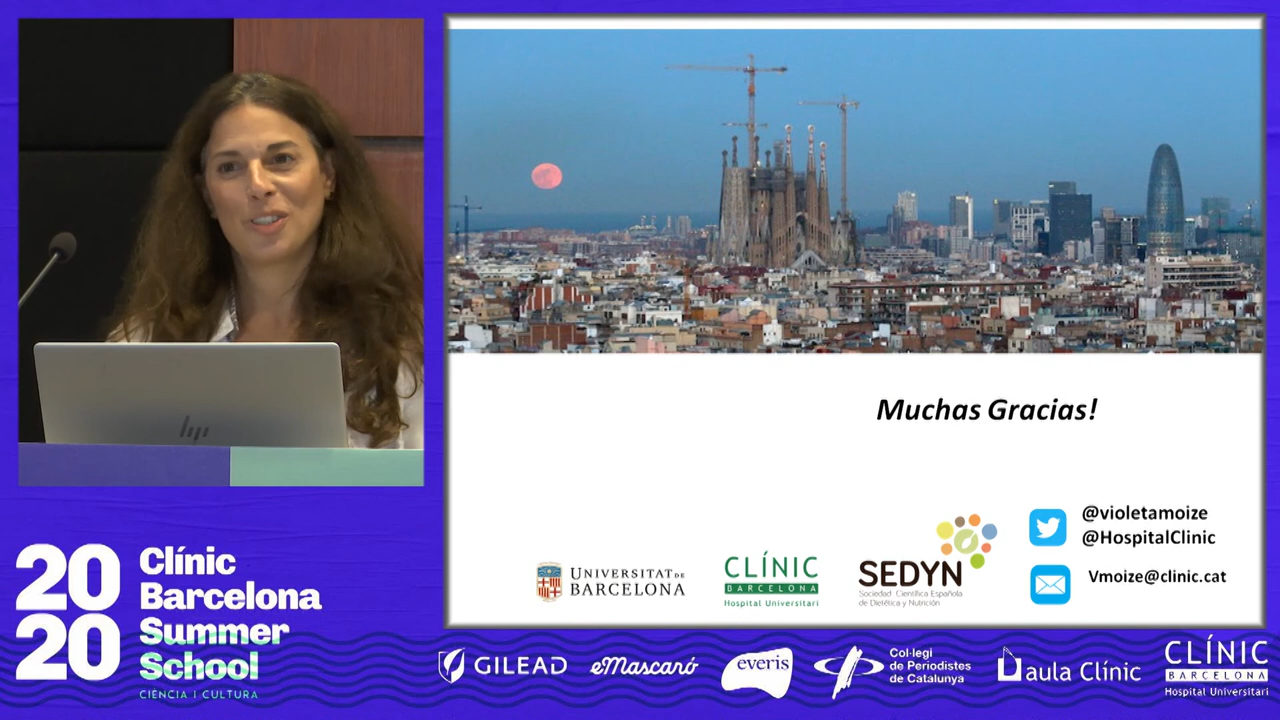 hp
Muchas Gracias!
@violetamoize
@HospitalClinic
Vmoize@clinic.cat
UNIVERSITAT DE
BARCELONA
CLÍNIC
BARCELONA
Hospital Universitari
SEDYN
Sociedad Científica Española
de Dietética y Nutrición
20
20
Clínic
Barcelona
Summer
School
CIÈNCIA I CULTURA
GILEAD
eMascaró
everis
Col·legi
de Periodistes
de Catalunya
aula Clínic
CLÍNIC
BARCELONA
Hospital Universitari